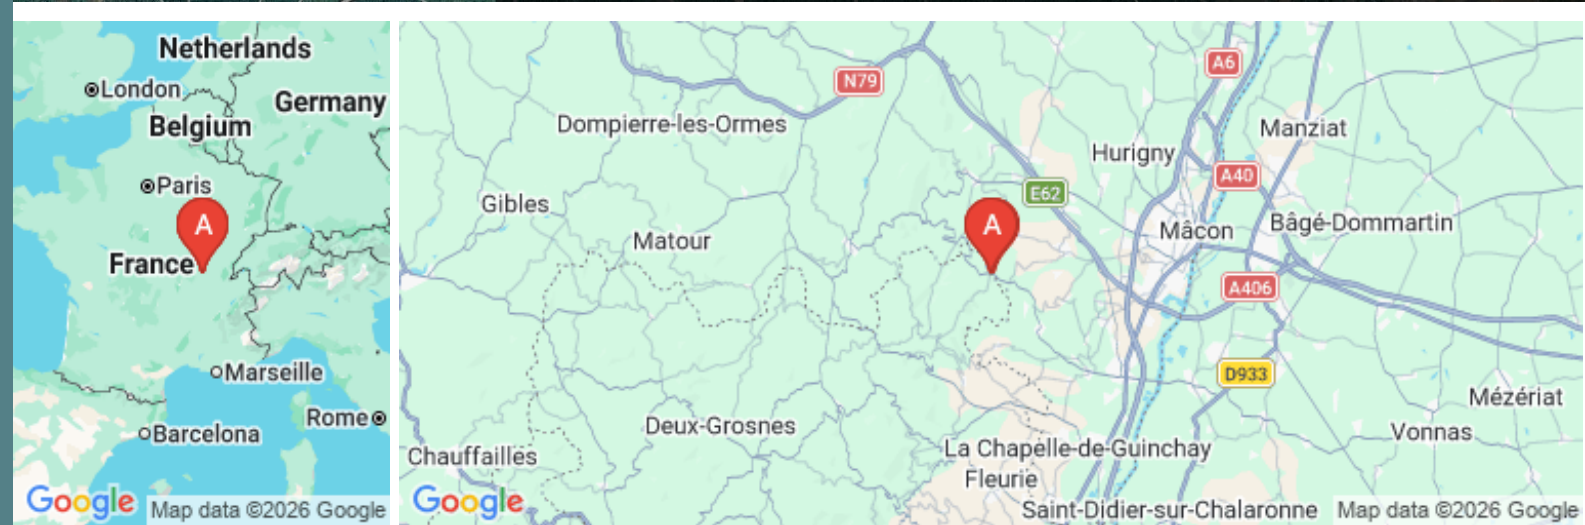 Netherlands
London
Germany
Belgium
Paris
A
France
Marseille
Rome
Barcelona
Google
Map data ©2026 Google
A6
N79
Dompierre-les-Ormes
Manziat
Hurigny
A40
E62
Gibles
A
Bâgé-Dommartin
Mâcon
Matour
A406
D933
Mézériat
Deux-Grosnes
Vonnas
La Chapelle-de-Guinchay
Chauffailles
Fleurie
Google
Saint-Didier-sur-Chalaronne
Map data ©2026 Google